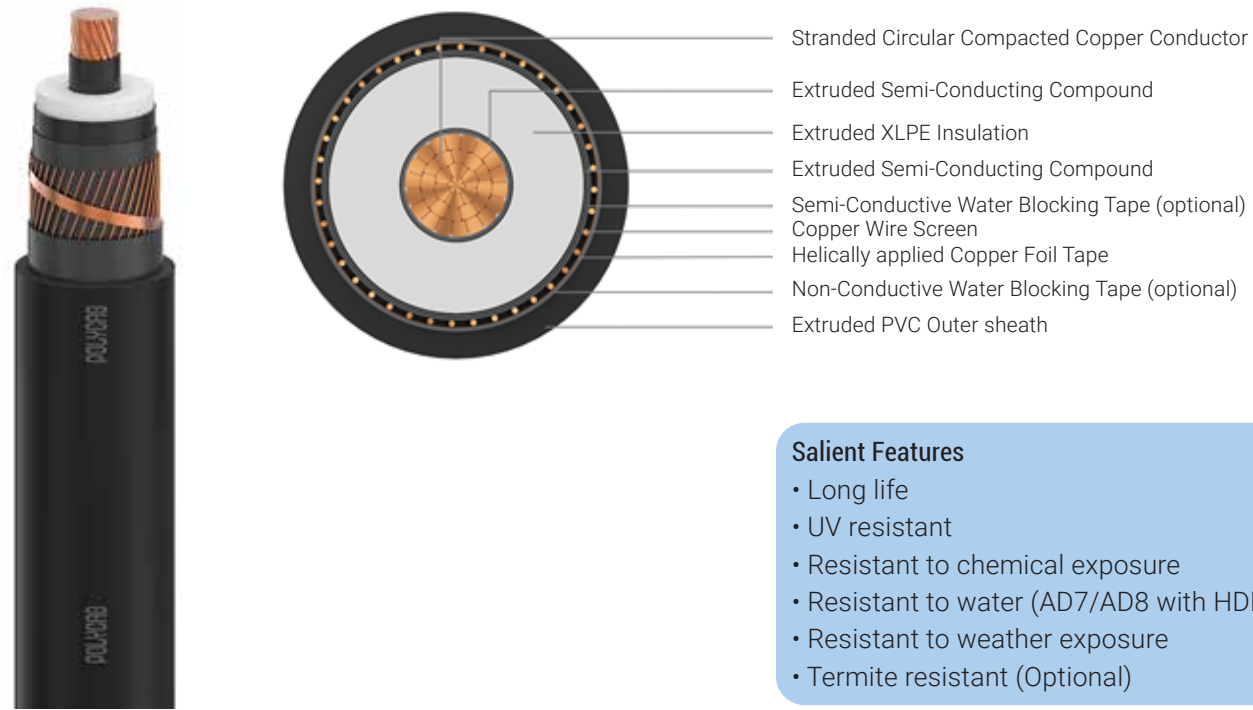 Stranded Circular Compacted Copper Conductor
Extruded Semi-Conducting Compound
Extruded XLPE Insulation
Extruded Semi-Conducting Compound
Semi-Conductive Water Blocking Tape (optional)
Copper Wire Screen
Helically applied Copper Foil Tape
Non-Conductive Water Blocking Tape (optional)
Extruded PVC Outer sheath
POLYCAB
POLYCAB
Salient Features
• Long life
• UV resistant
• Resistant to chemical exposure
• Resistant to water (AD7/AD8 with
• Resistant to weather exposure
• Termite resistant (Optional)